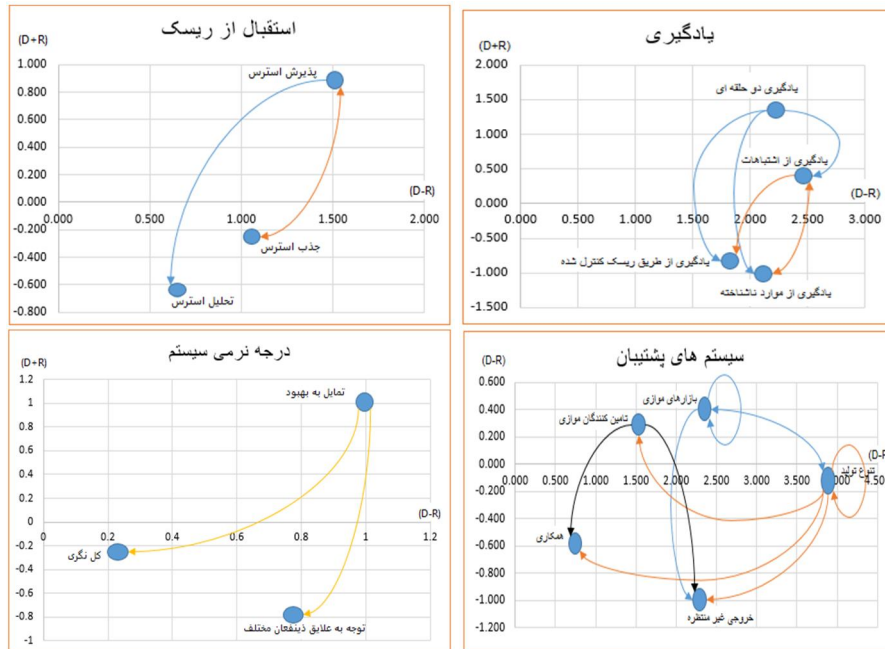 استقبال از ریسک
(D+R)
1.000
0.800
0.600
0.400
0.200
0.000
-0.200
-0.400
-0.600
-0.800
0.000
0.500
1.000
1.500
2.000
(D-R)
پذیرش استرس
جذب استرس
تحلیل استرس
یادگیری
(D+R)
2.000
1.500
1.000
0.500
0.000
-0.500
-1.000
-1.500
0.000
0.500
1.000
1.500
2.000
2.500
3.000
(D-R)
یادگیری دو حلقه ای
یادگیری از اشتباهات
یادگیری از طریق ریسک کنترل شده
یادگیری از موارد ناشناخته
درجه نرمی سیستم
(D+R)
1.2
1
0.8
0.6
0.4
0.2
0
-0.2
-0.4
-0.6
-0.8
-1
0
0.2
0.4
0.6
0.8
1
1.2
(D-R)
تمایل به بهبود
کل نگری
توجه به علایق ذینفعان مختلف
سیستم های پشتیبان
(D-R)
0.600
0.400
0.200
0.000
-0.200
-0.400
-0.600
-0.800
-1.000
-1.200
0.000
0.500
1.000
1.500
2.000
2.500
3.000
3.500
.000
4.50
(D-R
بازارهای موازی
تامین کنندگان موازی
تنوع تولید
همکاری
خروجی غیر منتظره